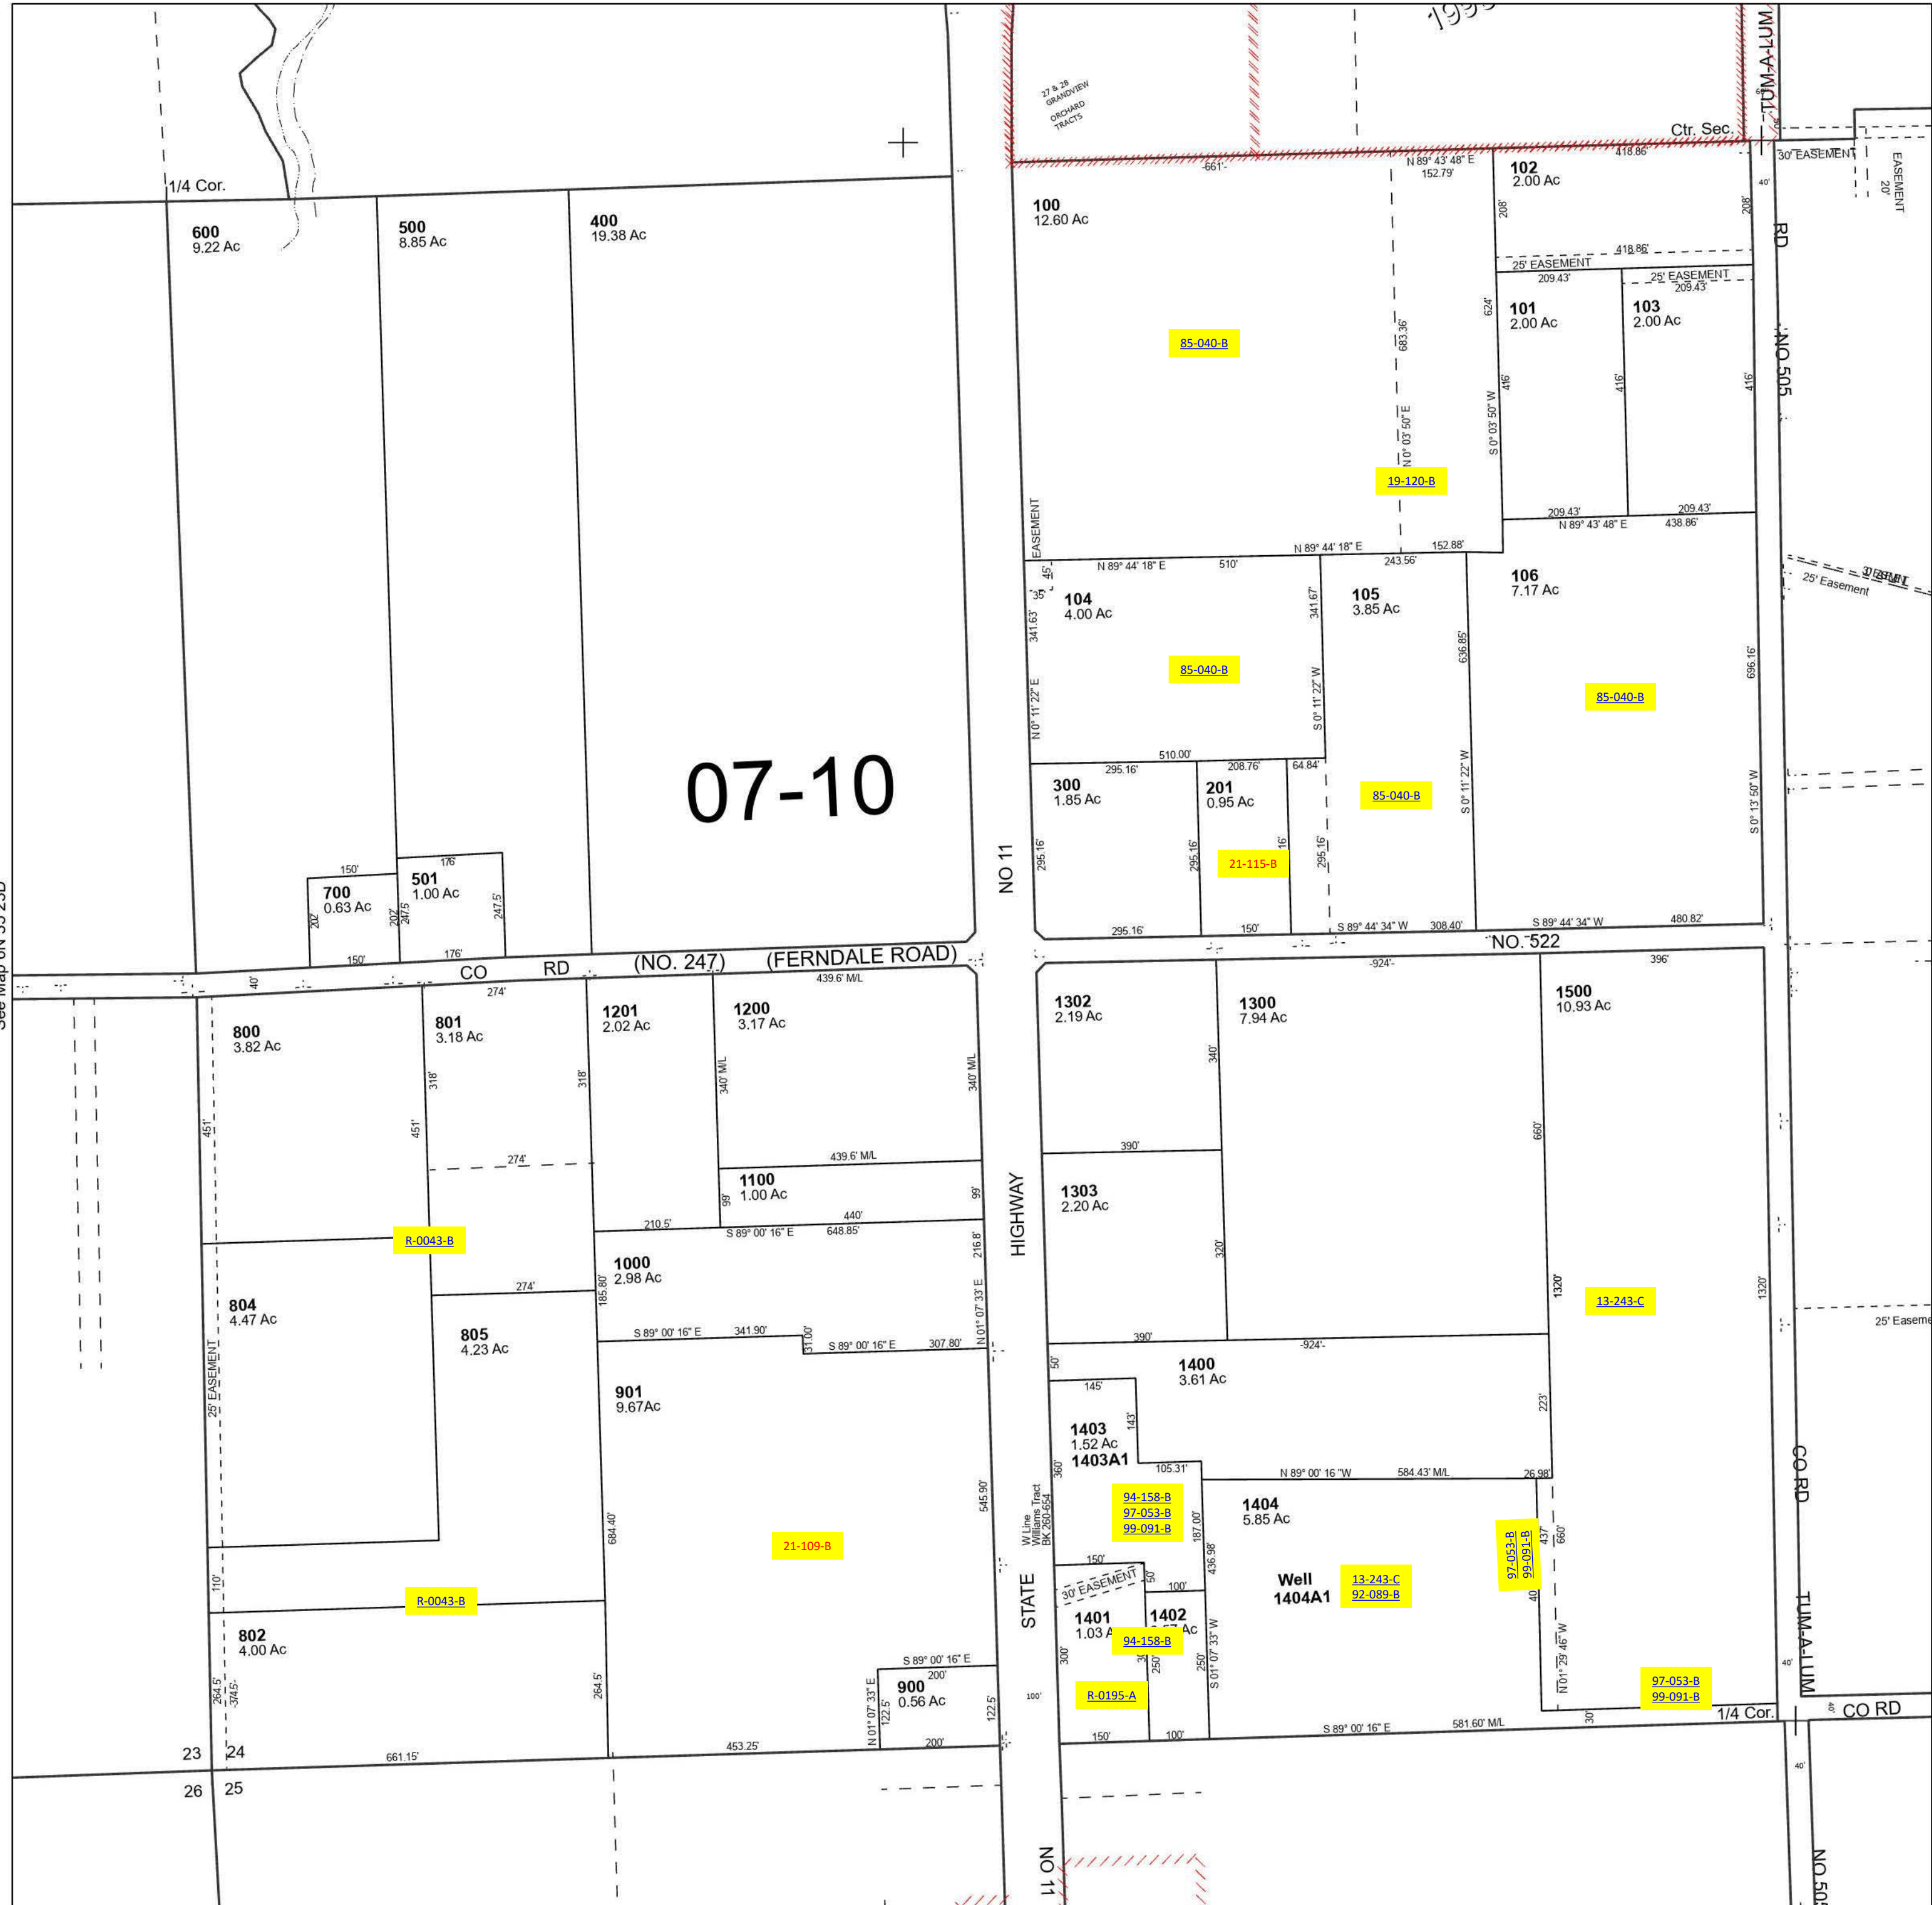 27 & 28
GRANDVIEW
ORCHARD
TRACTS
TUM-A-LUM
60'
Ctr. Sec.
30' EASEMENT
EASEMENT
20'
1/4 Cor.
-661'-
N 89° 43' 48" E
152.79'
418.86'
40'
600
9.22 Ac
500
8.85 Ac
400
19.38 Ac
100
12.60 Ac
102
2.00 Ac
208'
208'
RD
418.86'
25' EASEMENT
209.43'
25' EASEMENT
209.43'
624'
683.36'
101
2.00 Ac
103
2.00 Ac
NO 505
85-040-B
416'
416'
416'
S 0° 03' 50" W
N 0° 03' 50" E
19-120-B
209.43'
209.43'
N 89° 43' 48" E
438.86'
EASEMENT
N 89° 44' 18" E
152.88'
N 89° 44' 18" E
510'
243.56'
45'
35'
104
4.00 Ac
105
3.85 Ac
106
7.17 Ac
25' Easement
341.63'
341.67'
636.85'
696.16'
85-040-B
85-040-B
N 0° 11' 22" E
S 0° 11' 22" W
S 0° 11' 22" W
S 0° 13' 50" W
07-10
510.00'
295.16'
208.76'
64.84'
300
1.85 Ac
201
0.95 Ac
85-040-B
295.16'
295.16'
16'
295.16'
21-115-B
NO 11
150'
176'
700
0.63 Ac
501
1.00 Ac
202'
202'
247.5'
247.5'
150'
176'
295.16'
150'
S 89° 44' 34" W
308.40'
S 89° 44' 34" W
480.82'
40'
CO RD (NO. 247) (FERNDALE ROAD)
NO. 522
274'
439.6' M/L
-924'-
396'
See Map 6N 35 23D
800
3.82 Ac
801
3.18 Ac
1201
2.02 Ac
1200
3.17 Ac
1302
2.19 Ac
1300
7.94 Ac
1500
10.93 Ac
318'
318'
340' M/L
340' M/L
340'
451'
451'
660'
274'
439.6' M/L
390'
1100
1.00 Ac
99'
99'
1303
2.20 Ac
HIGHWAY
210.5'
440'
S 89° 00' 16" E
648.85'
R-0043-B
216.8'
320'
1000
2.98 Ac
274'
185.80'
1320'
1320'
13-243-C
804
4.47 Ac
805
4.23 Ac
N 01° 07' 33' E
S 89° 00' 16" E
341.90'
31.00'
S 89° 00' 16" E
307.80'
390'
-924'-
25' EASEMENT
50'
1400
3.61 Ac
901
9.67Ac
145'
143'
223'
1403
1.52 Ac
1403A1
360'
105.31'
N 89° 00' 16 "W
584.43' M/L
26.98'
CO RD
W Line
Williams Tract
BK 260-654
94-158-B
97-053-B
99-091-B
187.00'
436.98'
1404
5.85 Ac
545.90'
684.40'
21-109-B
97-053-B
99-091-B
437'
660'
150'
50'
30' EASEMENT
100'
Well
1404A1
13-243-C
92-089-B
40
110'
R-0043-B
STATE
1401
1.03 A
1402
Ac
94-158-B
802
4.00 Ac
300'
250'
250'
S 01° 07' 33" W
N 01° 29' 46" W
TUM-A-LUM
40'
S 89° 00' 16" E
200'
900
0.56 Ac
264.5'
-374.5'-
264.5'
N 01° 07' 33" E
122.5'
122.5'
100'
R-0195-A
97-053-B
99-091-B
30'
1/4 Cor.
CO RD
40'
S 89° 00' 16" E
581.60' M/L
150'
100'
23
24
661.15'
453.25'
200'
26
25
40'
NO 11